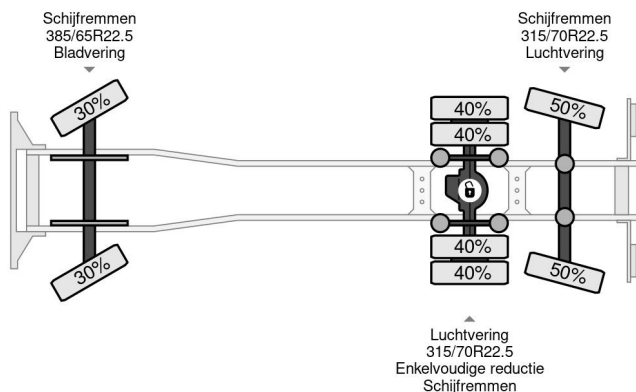 Schijfremmen
385/65R22.5
Bladvering
Schijfremmen
315/70R22.5
Luchtvering
30%
40%
40%
50%
30%
40%
40%
50%
Luchtvering
315/70R22.5
Enkelvoudige reductie
Schijfremmen